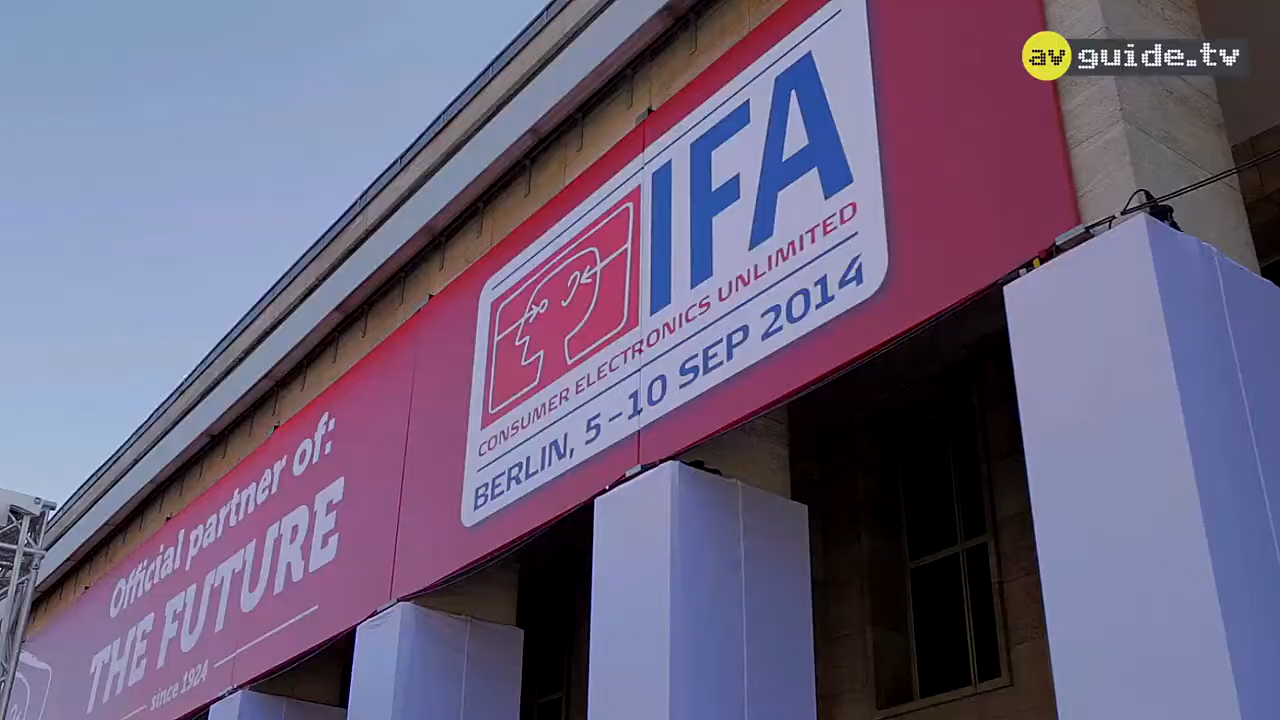 av guide.tv
IFA
CONSUMER ELECTRONICS UNLIMITED
BERLIN, 5-10 SEP 2014
Official partner of:
THE FUTURE
since 1924